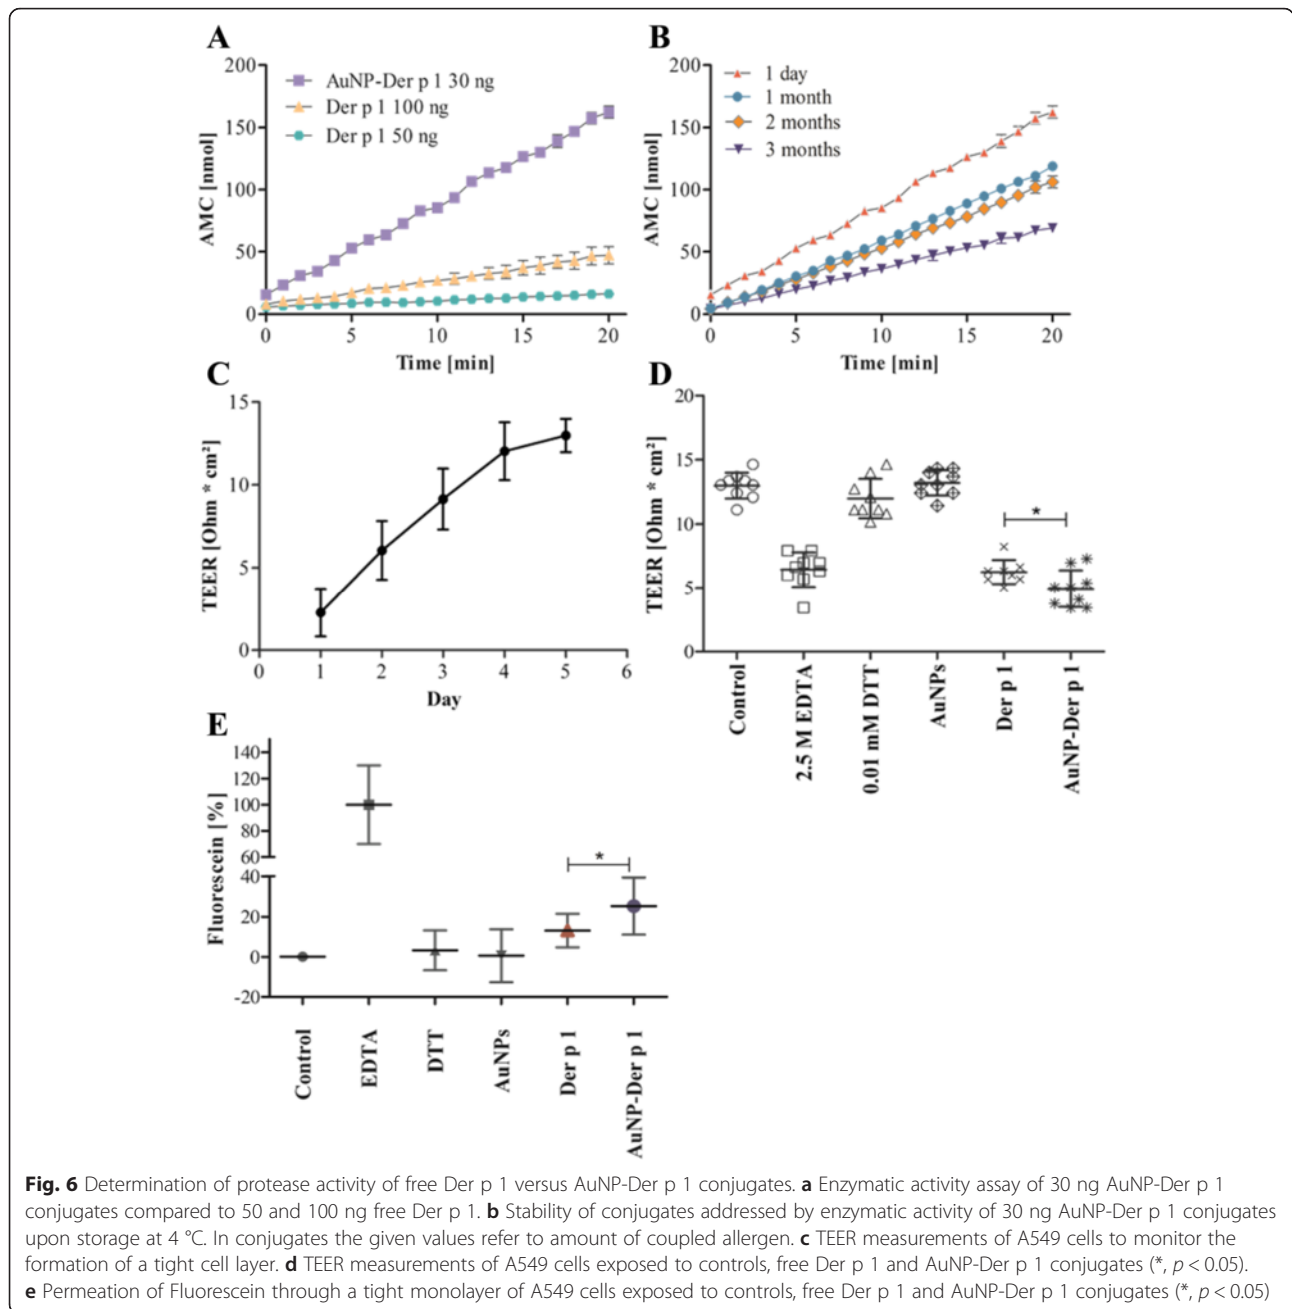 A
200
150
100
50
0
AMC [nmol]
AuNP-Der p 1 30 ng
Der p 1 100 ng
Der p 1 50 ng
0 5 10 15 20
Time [min]
B
200
150
100
50
0
AMC [nmol]
1 day
1 month
2 months
3 months
0 5 10 15 20
Time [min]
C
15
10
5
0
TEER [Ohm * cm²]
0 1 2 3 4 5 6
Day
D
20
15
10
5
0
TEER [Ohm * cm²]
*
Control
2.5 M EDTA
0.01 mM DTT
AuNPs
Der p 1
AuNP-Der p 1
E
140
120
100
80
60
40
20
0
-20
Fluorescein [%]
*
Control
EDTA
DTT
AuNPs
Der p 1
AuNP-Der p 1
Fig. 6 Determination of protease activity of free Der p 1 versus AuNP-Der p 1 conjugates. a Enzymatic activity assay of 30 ng AuNP-Der p 1
conjugates compared to 50 and 100 ng free Der p 1. b Stability of conjugates addressed by enzymatic activity of 30 ng AuNP-Der p 1 conjugates
upon storage at 4 °C. In conjugates the given values refer to amount of coupled allergen. c TEER measurements of A549 cells to monitor the
formation of a tight cell layer. d TEER measurements of A549 cells exposed to controls, free Der p 1 and AuNP-Der p 1 conjugates (*, p < 0.05).
e Permeation of Fluorescein through a tight monolayer of A549 cells exposed to controls, free Der p 1 and AuNP-Der p 1 conjugates (*, p < 0.05)